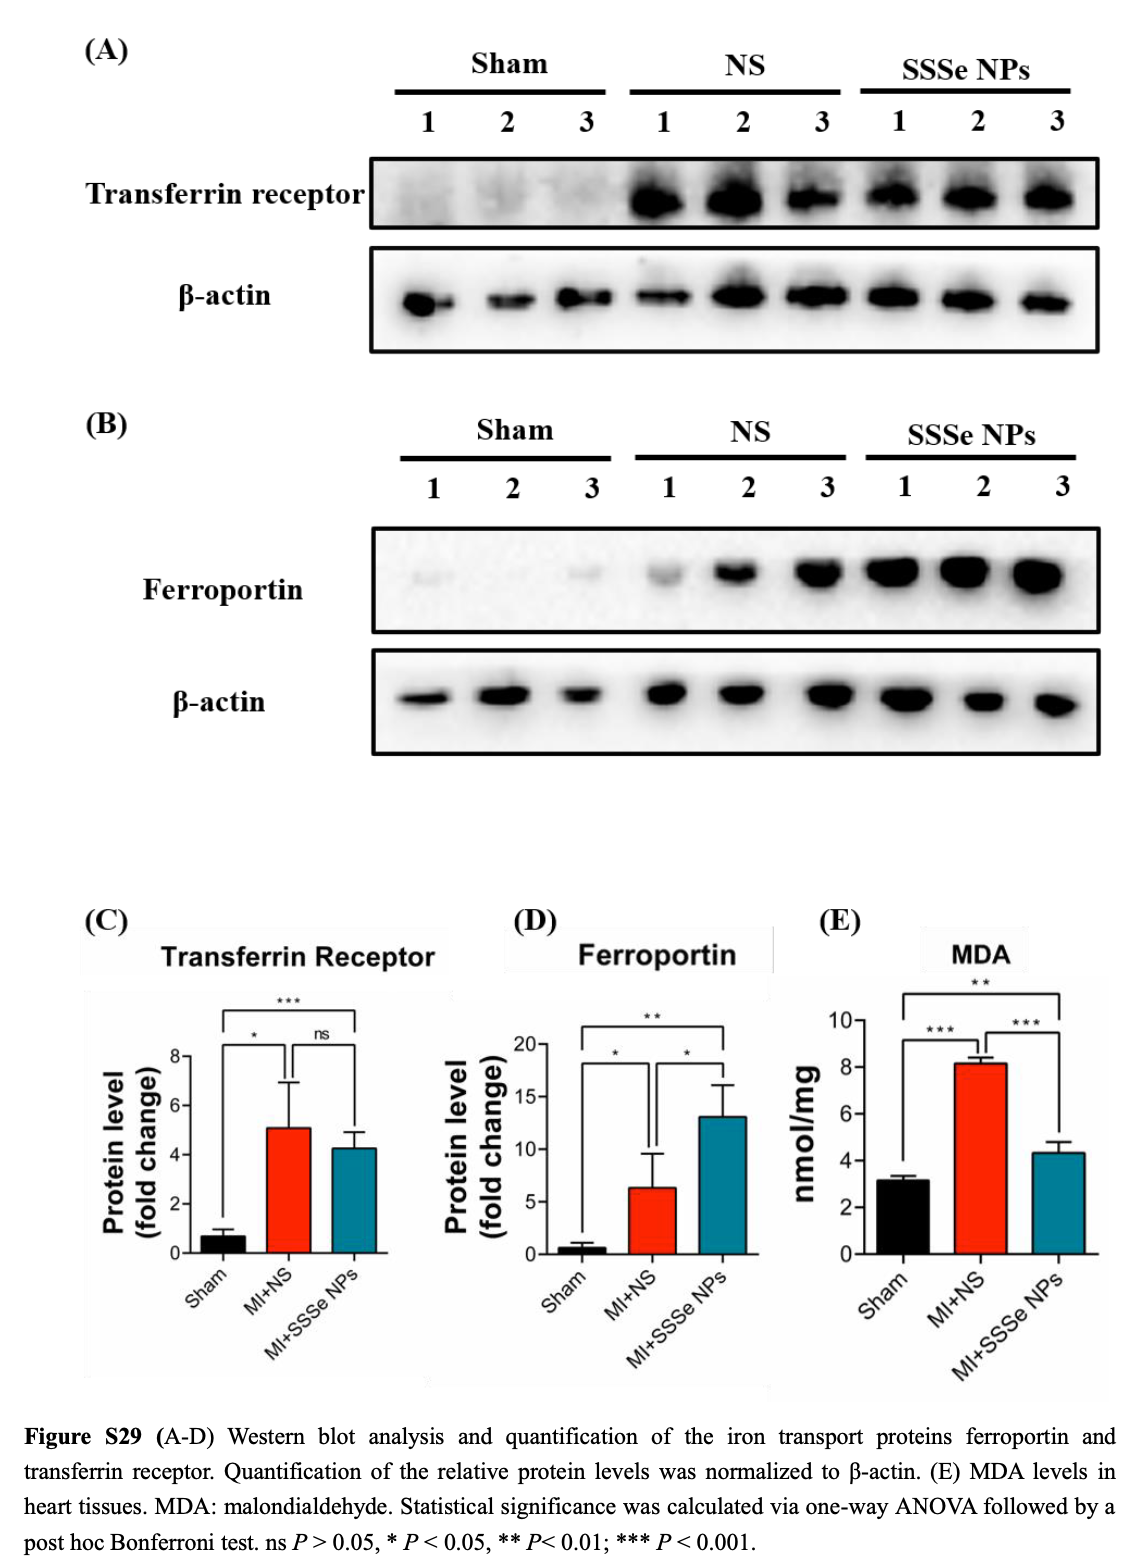 (A)
Sham NS SSSe NPs
1 2 3 1 2 3 1 2 3
Transferrin receptor
β-actin
(B)
Sham NS SSSe NPs
1 2 3 1 2 3 1 2 3
Ferroportin
β-actin
(C)
Transferrin Receptor
Protein level
(fold change)
8
6
4
2
0
***
*
ns
Sham
MI+NS
MI+SSSe NPs
(D)
Ferroportin
Protein level
(fold change)
20
15
10
5
0
**
*
*
Sham
MI+NS
MI+SSSe NPs
(E)
MDA
nmol/mg
10
8
6
4
2
0
**
***
***
Sham
MI+NS
MI+SSSe NPs
Figure S29 (A-D) Western blot analysis and quantification of the iron transport proteins ferroportin and
transferrin receptor. Quantification of the relative protein levels was normalized to β-actin. (E) MDA levels in
heart tissues. MDA: malondialdehyde. Statistical significance was calculated via one-way ANOVA followed by a
post hoc Bonferroni test. ns P > 0.05, * P < 0.05, ** P< 0.01; *** P < 0.001.